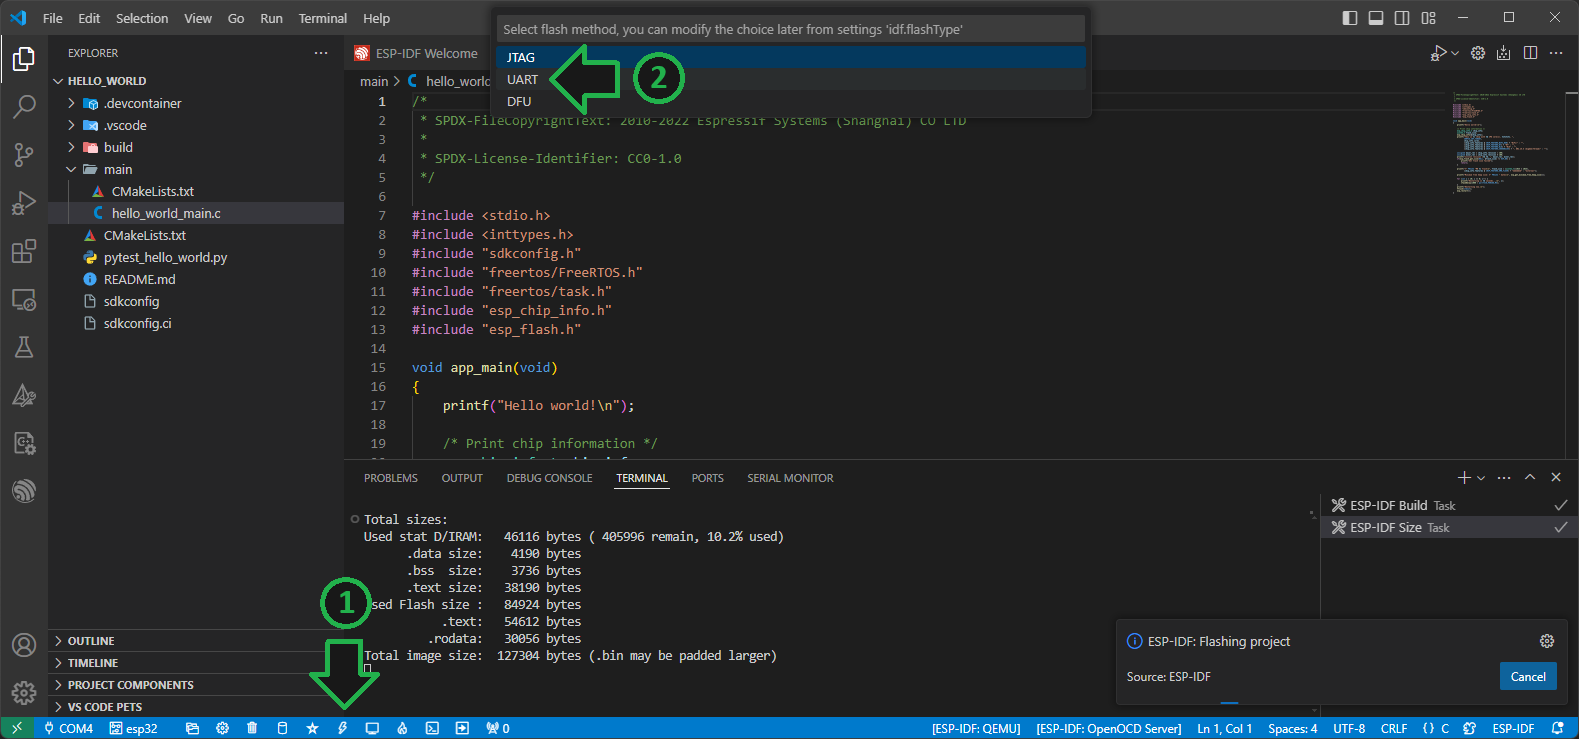 File Edit Selection View Go Run Terminal Help
Select flash method, you can modify the choice later from settings 'idf.flashType'
JTAG
UART
DFU
2
EXPLORER
HELLO_WORLD
.devcontainer
.vscode
build
main
CMakeLists.txt
hello_world_main.c
CMakeLists.txt
pytest_hello_world.py
README.md
sdkconfig
sdkconfig.ci
OUTLINE
TIMELINE
PROJECT COMPONENTS
VS CODE PETS
ESP-IDF Welcome
main > C hello_world
1 /*
2 * SPDX-FileCopyrightText: 2010-2022 Espressif Systems (Shanghai) CO LTD
3 *
4 * SPDX-License-Identifier: CC0-1.0
5 */
6
7 #include <stdio.h>
8 #include <inttypes.h>
9 #include "sdkconfig.h"
10 #include "freertos/FreeRTOS.h"
11 #include "freertos/task.h"
12 #include "esp_chip_info.h"
13 #include "esp_flash.h"
14
15 void app_main(void)
16 {
17 printf("Hello world!\n");
18
19 /* Print chip information */
PROBLEMS OUTPUT DEBUG CONSOLE TERMINAL PORTS SERIAL MONITOR
Total sizes:
Used stat D/IRAM: 46116 bytes ( 405996 remain, 10.2% used)
.data size: 4190 bytes
.bss size: 3736 bytes
.text size: 38190 bytes
sed Flash size : 84924 bytes
.text: 54612 bytes
.rodata: 30056 bytes
Total image size: 127304 bytes (.bin may be padded larger)
1
ESP-IDF Build Task
ESP-IDF Size Task
ESP-IDF: Flashing project
Source: ESP-IDF
Cancel
COM4 esp32 0 [ESP-IDF: QEMU] [ESP-IDF: OpenOCD Server] Ln 1, Col 1 Spaces: 4 UTF-8 CRLF {} C ESP-IDF